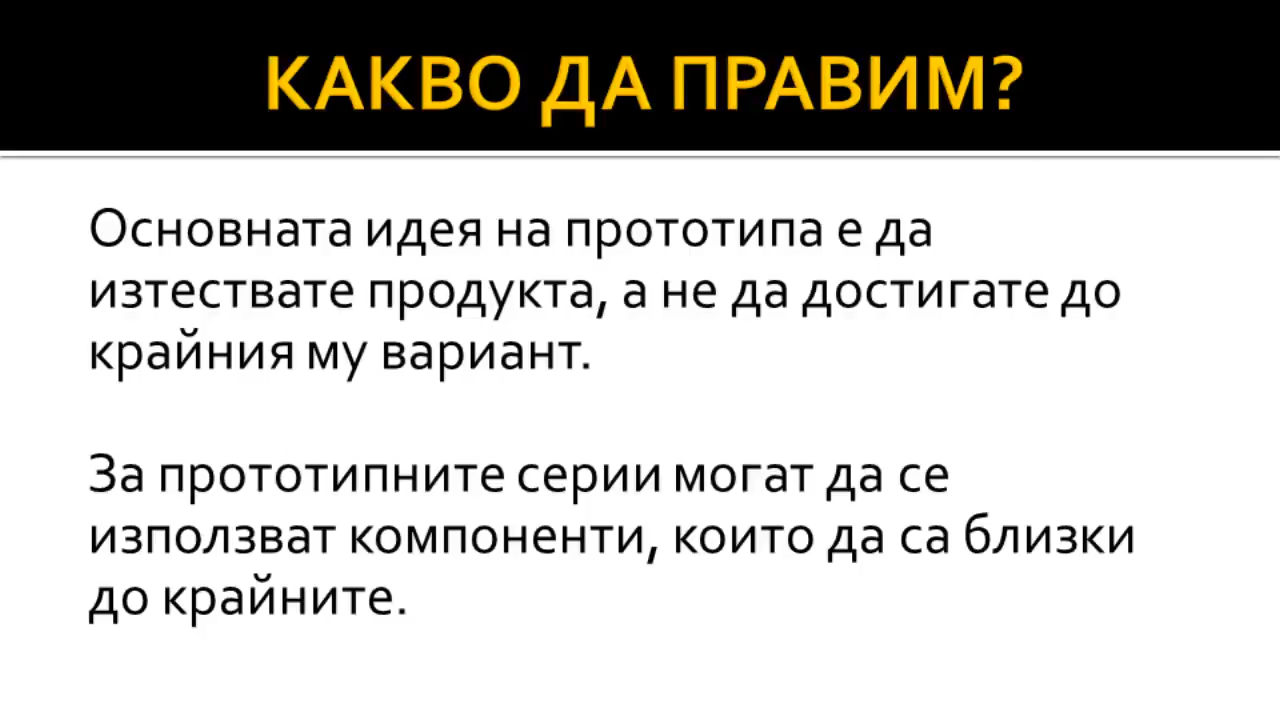 КАКВО ДА ПРАВИМ?
Основната идея на прототипа е да
изтествате продукта, а не да достигате до
крайния му вариант.
За прототипните серии могат да се
използват компоненти, които да са близки
до крайните.